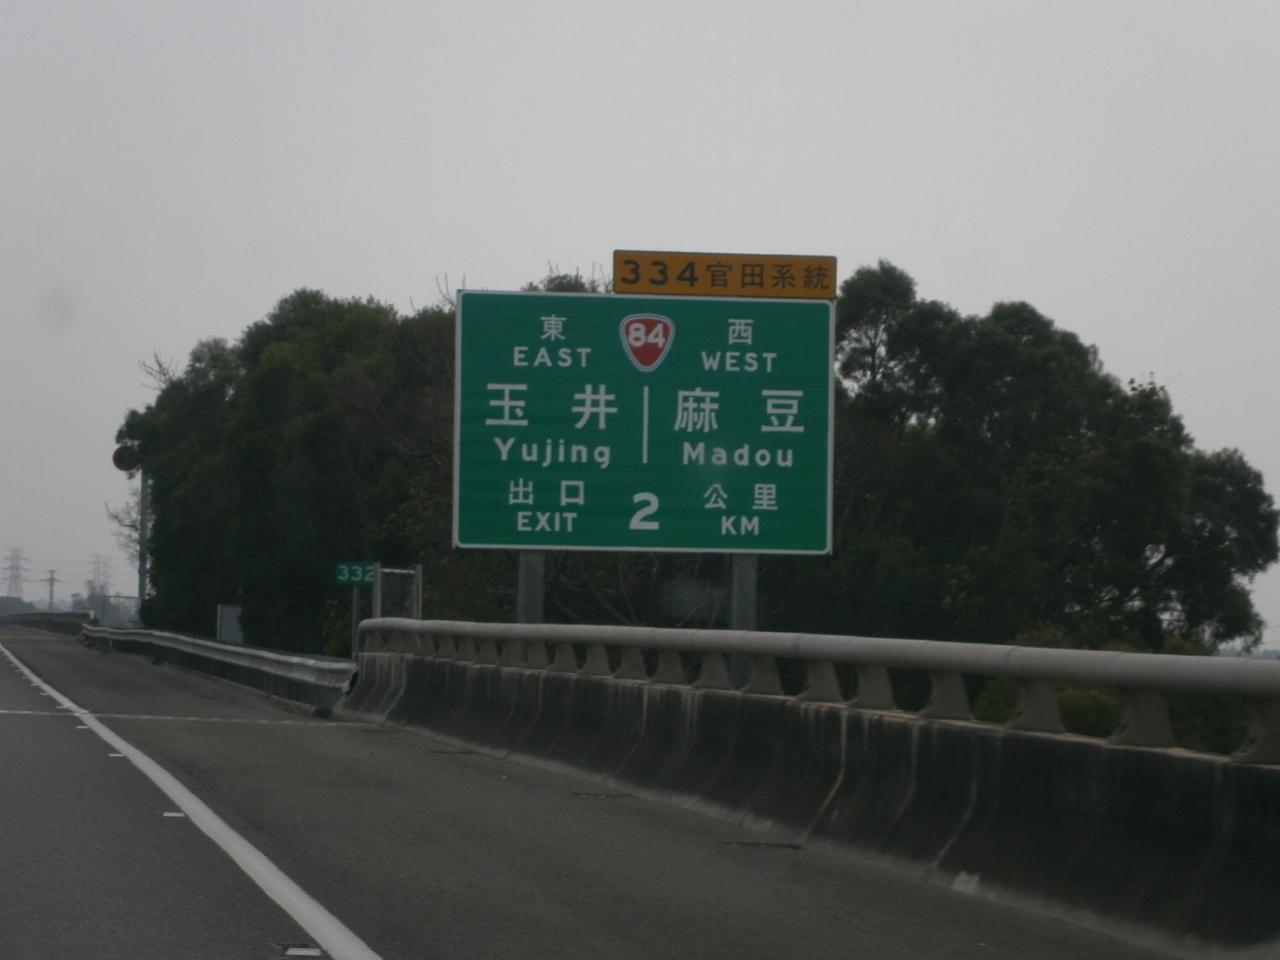 334官田系統
東 84 西
EAST WEST
玉井 麻豆
Yujing Madou
出口 2 公里
EXIT KM
332